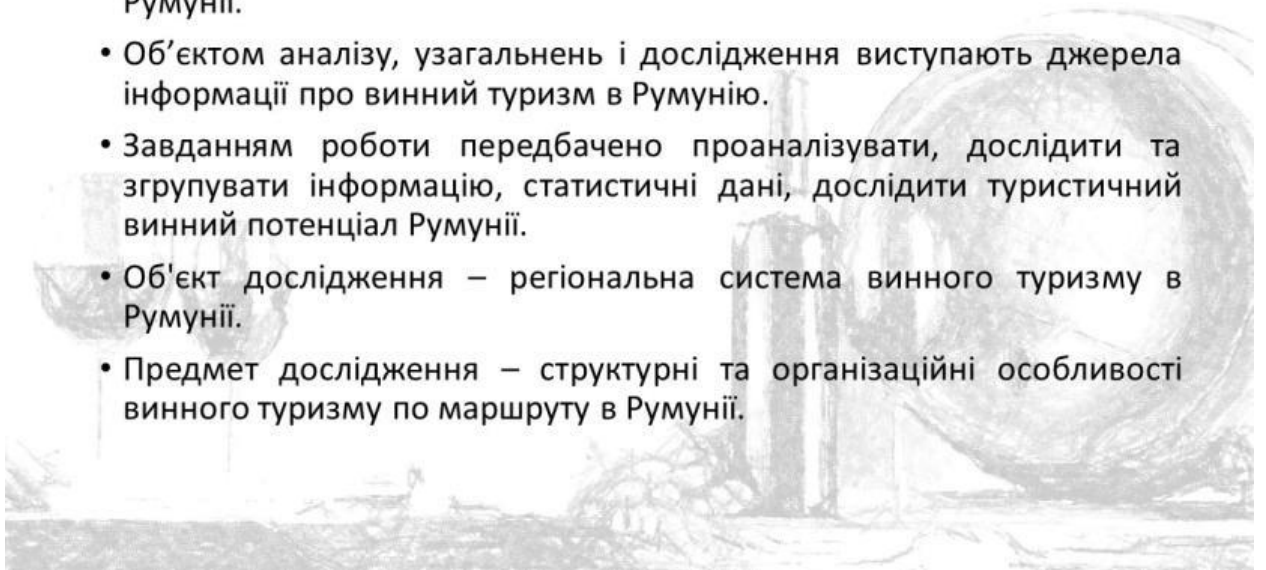 Румунії.
• Об’єктом аналізу, узагальнень і дослідження виступають джерела
інформації про винний туризм в Румунію.
• Завданням роботи передбачено проаналізувати, дослідити та
згрупувати інформацію, статистичні дані, дослідити туристичний
винний потенціал Румунії.
• Об'єкт дослідження – регіональна система винного туризму в
Румунії.
• Предмет дослідження – структурні та організаційні особливості
винного туризму по маршруту в Румунії.